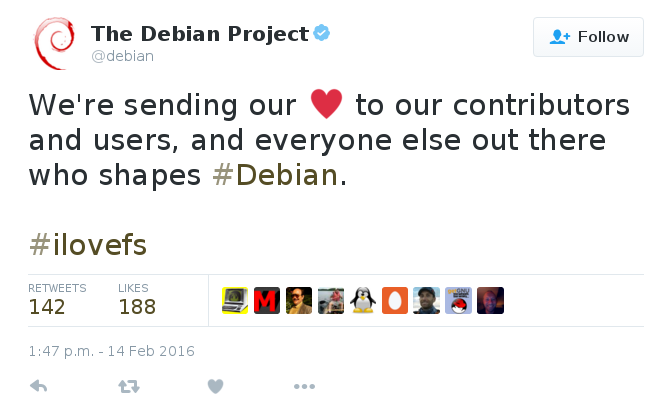 The Debian Project
@debian
Follow
We're sending our ❤ to our contributors
and users, and everyone else out there
who shapes #Debian.
#ilovefs
RETWEETS LIKES
142 188
1:47 p.m. - 14 Feb 2016